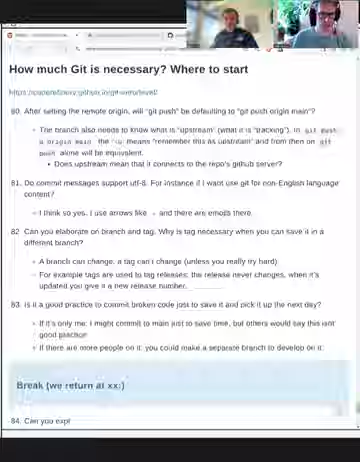 How much Git is necessary? Where to start
80. After setting the remote origin, will "git push" be defaulting to "git push origin main"?
The branch also needs to know what is "upstream" (what it is "tracking"). In git push
-u origin main the -u means "remember this as upstream" and from then on git
push alone will be equivalent.
Does upstream mean that it connects to the repo's github server?
81. Do commit messages support utf-8. For instance if I want use git for non-English language
content?
I think so yes. I use arrows like → and there are emojis there.
82 Can you elaborate on branch and tag. Why is tag necessary when you can save it in a
different branch?
A branch can change, a tag can't change (unless you really try hard)
For example tags are used to tag releases: the release never changes, when it's
updated you give it a new release number.
83. Is it a good practice to commit broken code just to save it and pick it up the next day?
If it's only me: I might commit to main just to save time, but others would say this isn't
good practice
If there are more people on it: you could make a separate branch to develop on it.
Break (we return at xx:)
84. Can you expl